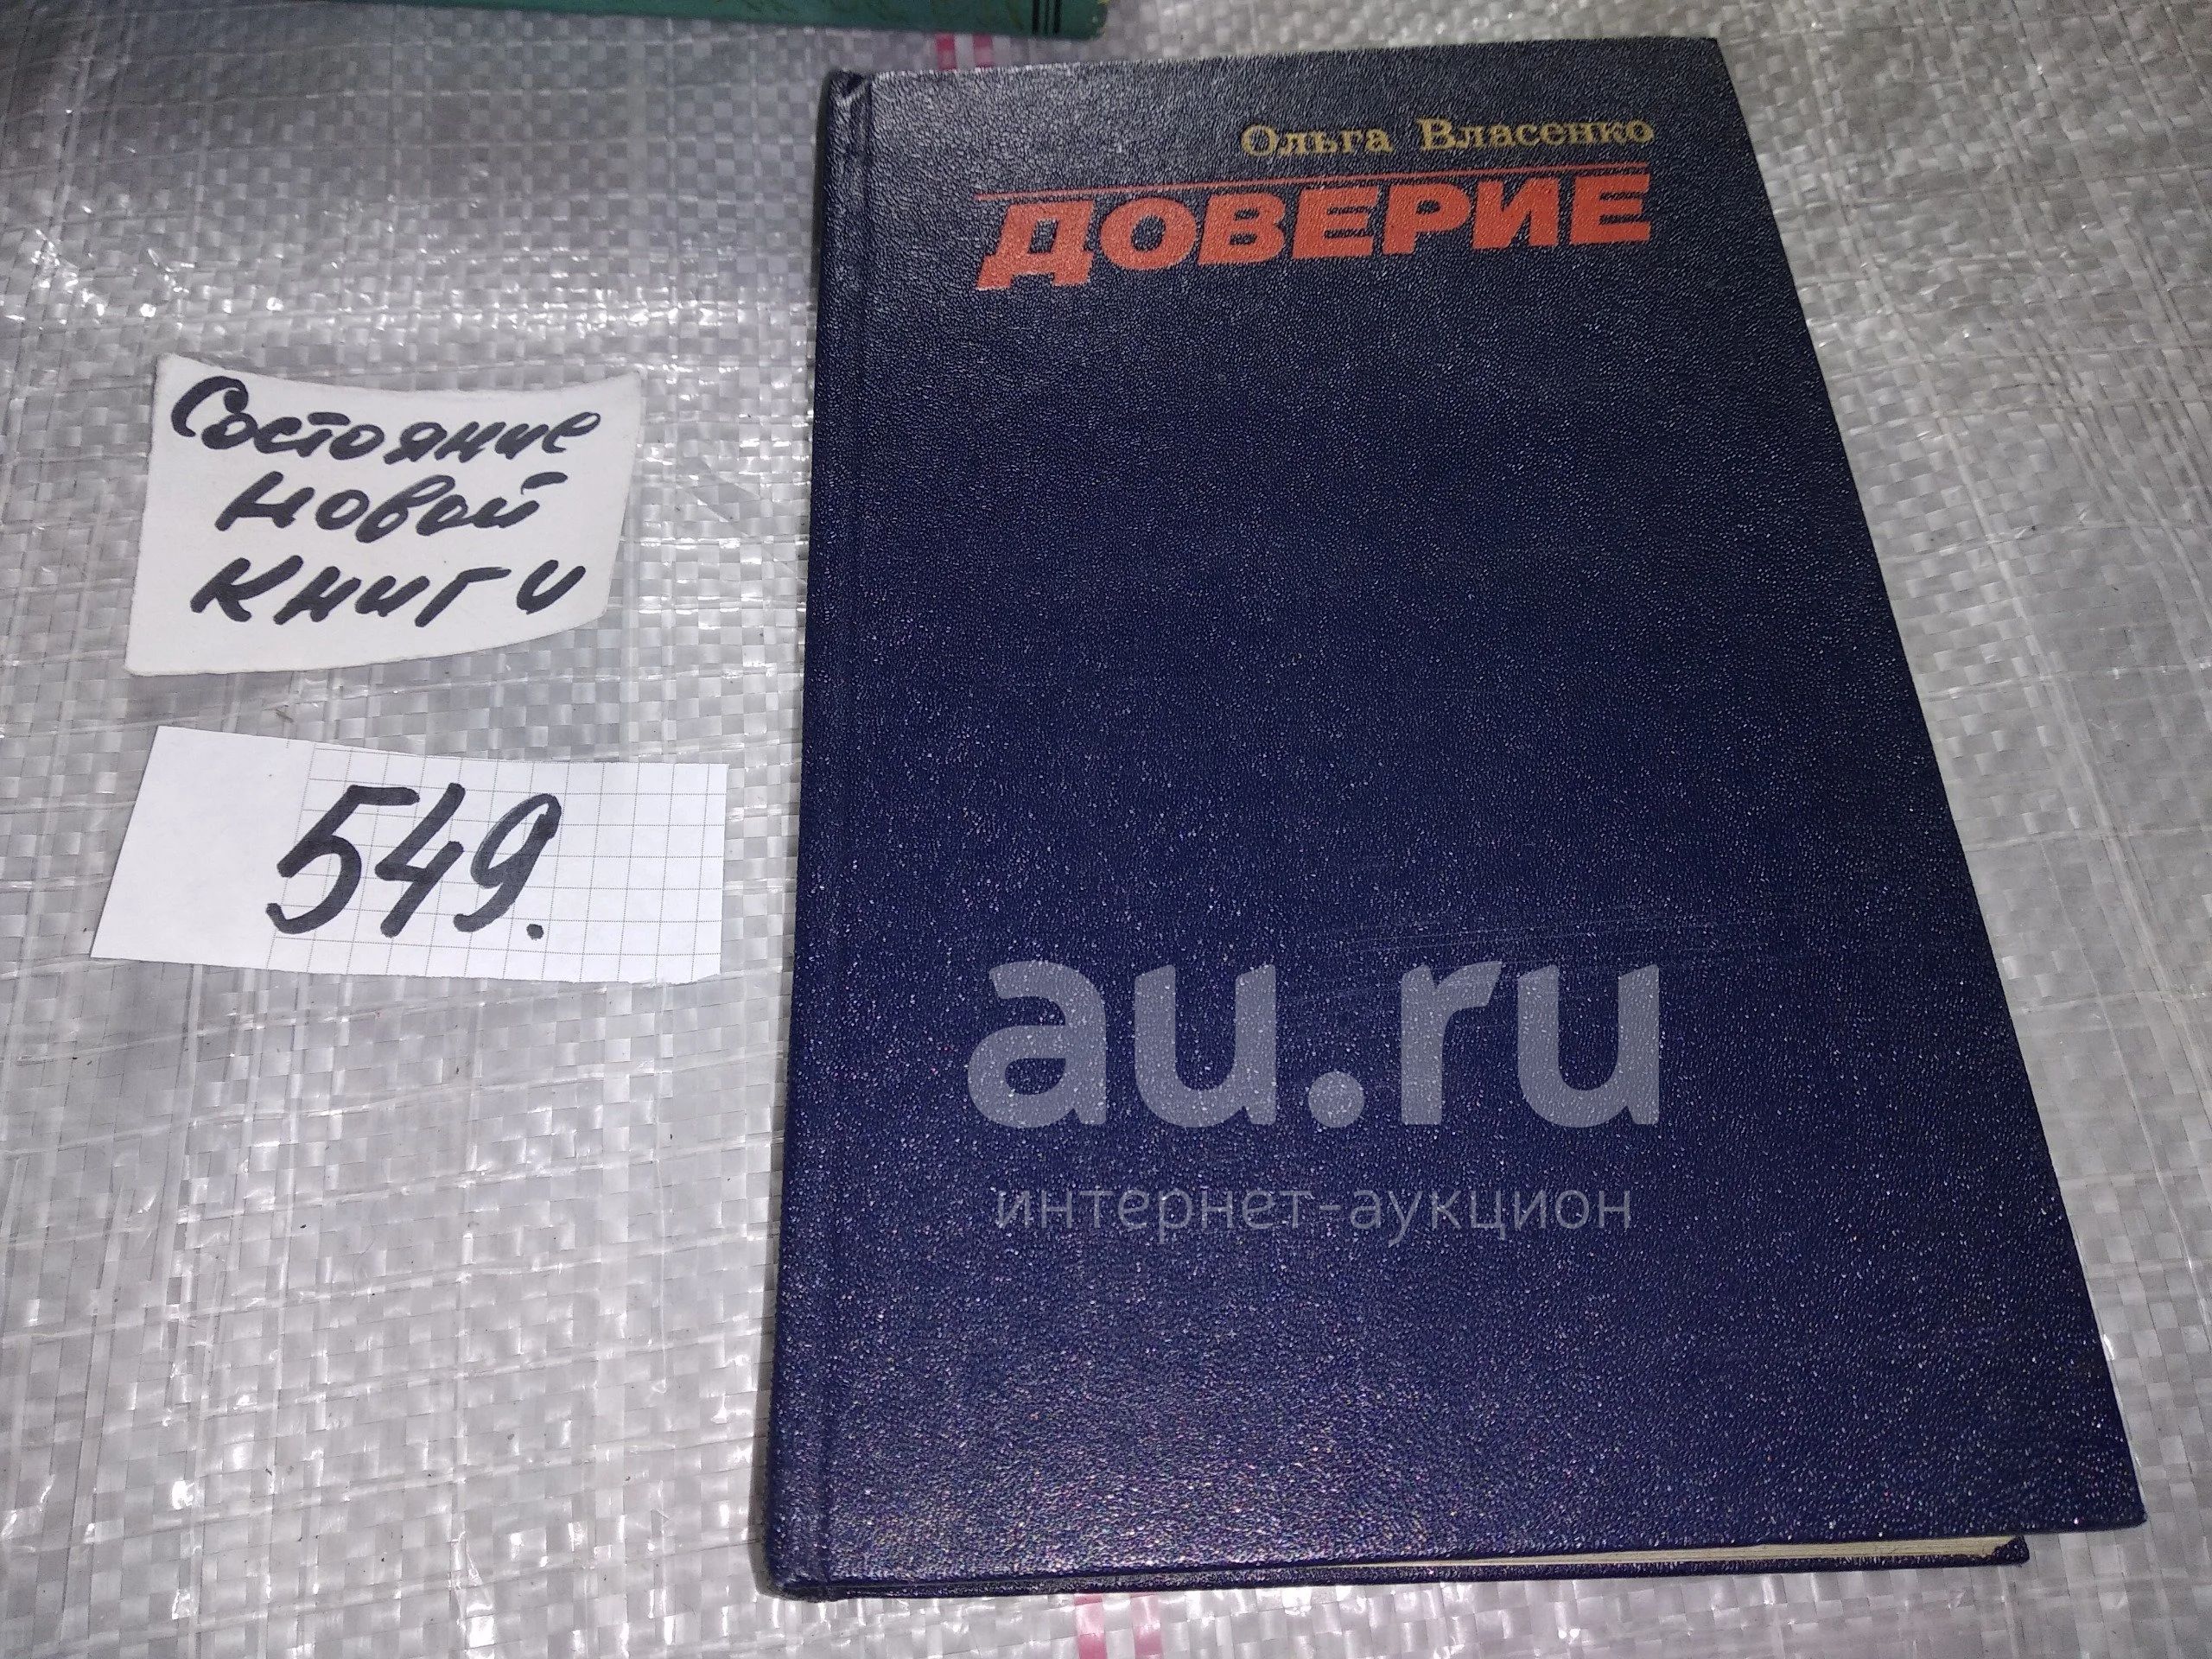 Ольга Власенко
ДОВЕРИЕ
Состояние
новой
книги
549.
au.ru
интернет-аукцион